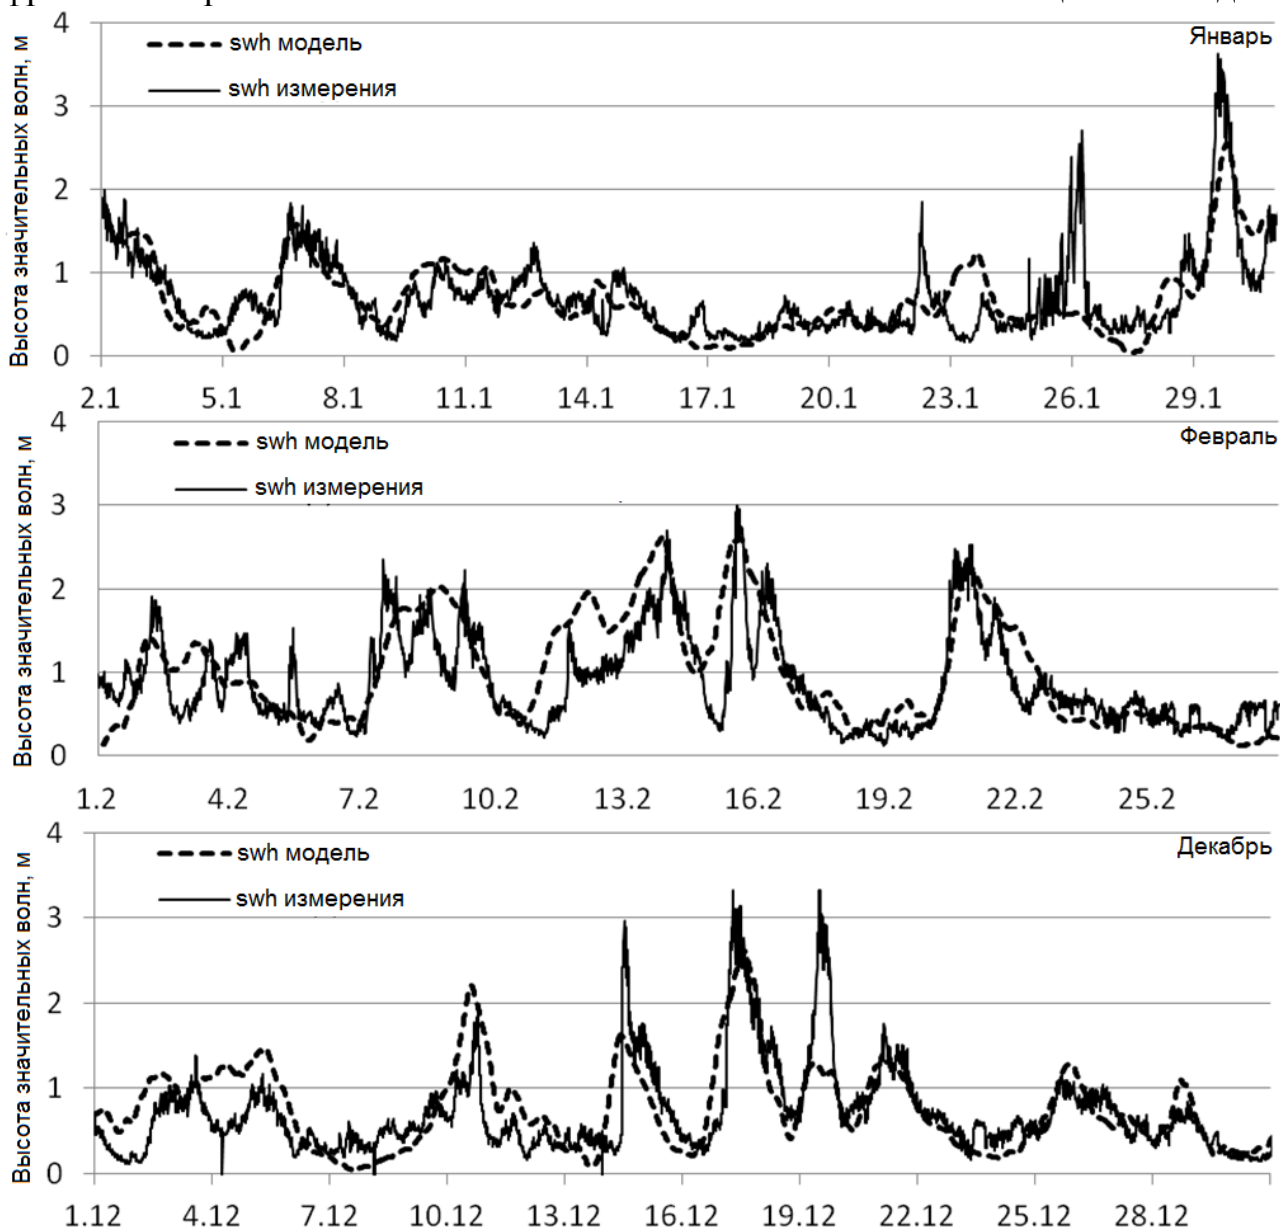 4
swh модель
Январь
swh измерения
3
2
1
0
Высота значительных волн, м
2.1 5.1 8.1 11.1 14.1 17.1 20.1 23.1 26.1 29.1
4
swh модель
Февраль
swh измерения
3
2
1
0
Высота значительных волн, м
1.2 4.2 7.2 10.2 13.2 16.2 19.2 22.2 25.2
4
swh модель
Декабрь
swh измерения
3
2
1
0
Высота значительных волн, м
1.12 4.12 7.12 10.12 13.12 16.12 19.12 22.12 25.12 28.12